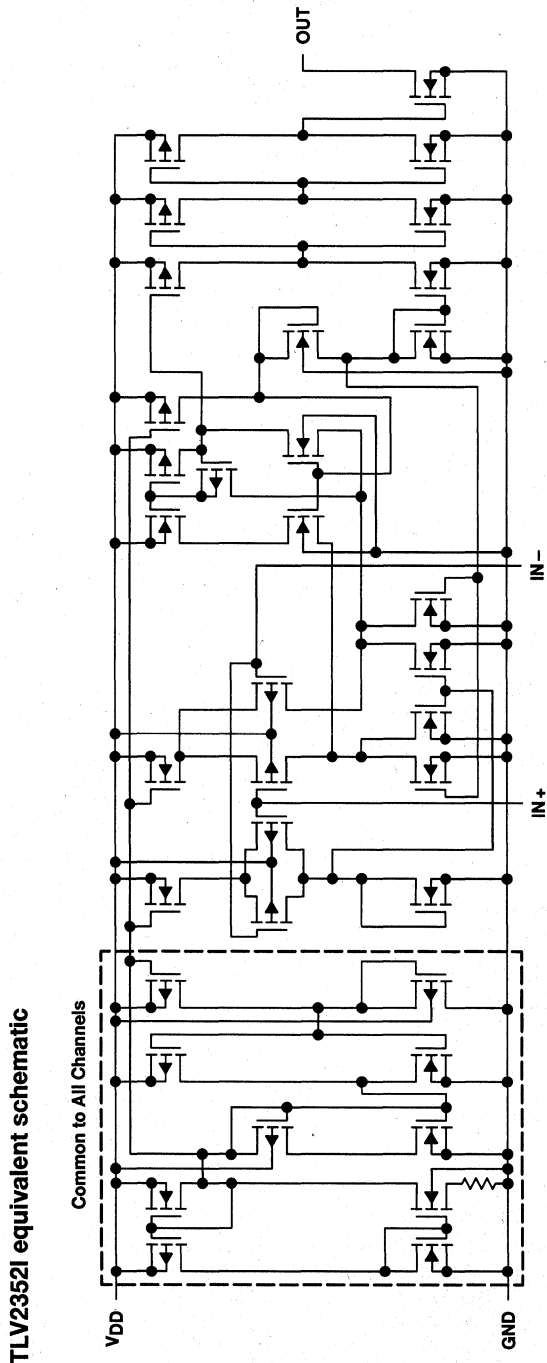 TLV2352I equivalent schematic
Common to All Channels
VDD
GND
IN+
IN−
OUT